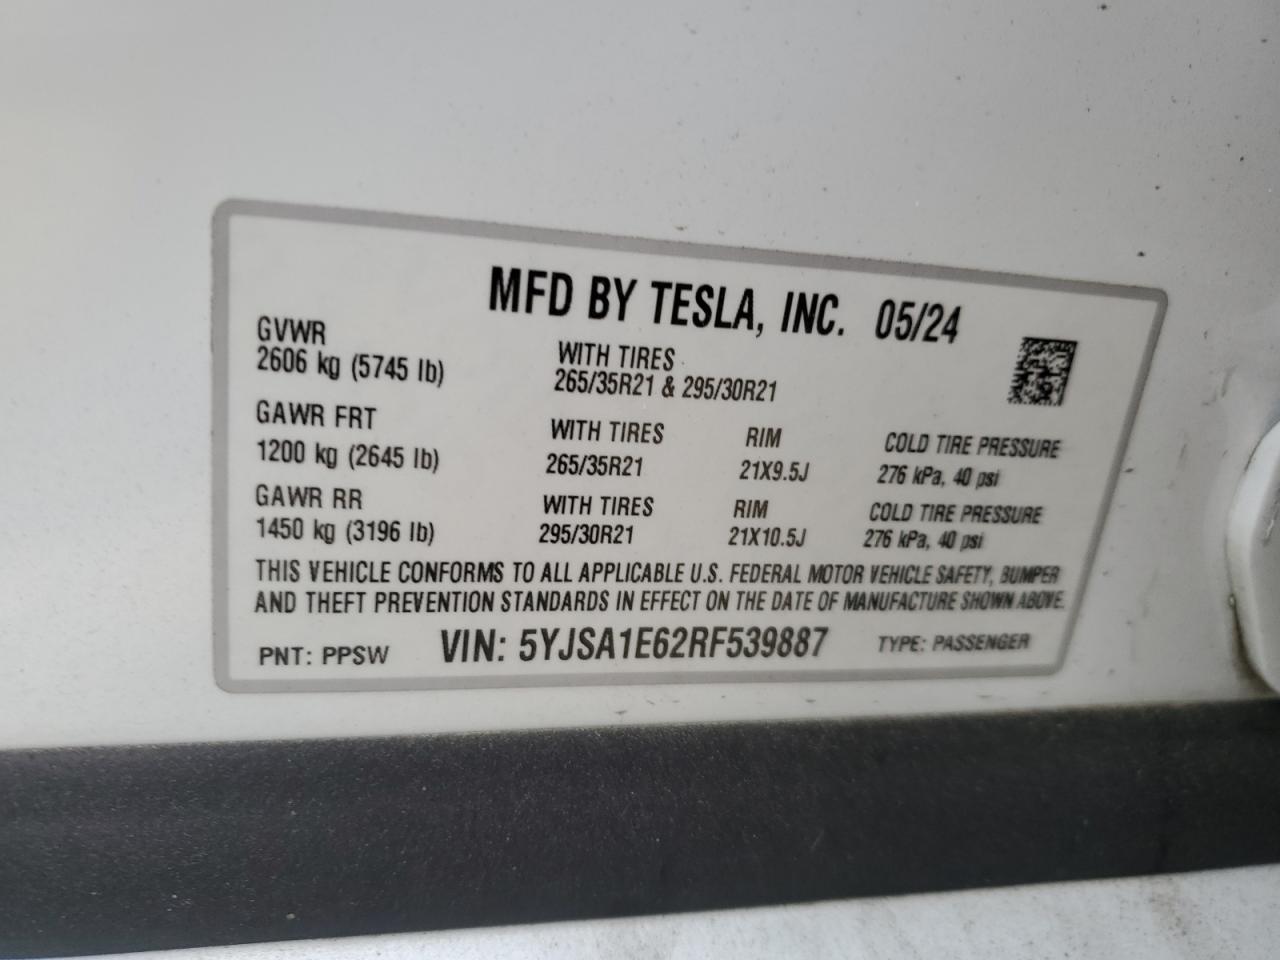 MFD BY TESLA, INC. 05/24
GVWR
2606 kg (5745 lb)
WITH TIRES
265/35R21 & 295/30R21
GAWR FRT
1200 kg (2645 lb)
WITH TIRES
265/35R21
RIM
21X9.5J
COLD TIRE PRESSURE
276 kPa, 40 psi
GAWR RR
1450 kg (3196 lb)
WITH TIRES
295/30R21
RIM
21X10.5J
COLD TIRE PRESSURE
276 kPa, 40 psi
THIS VEHICLE CONFORMS TO ALL APPLICABLE U.S. FEDERAL MOTOR VEHICLE SAFETY, BUMPER
AND THEFT PREVENTION STANDARDS IN EFFECT ON THE DATE OF MANUFACTURE SHOWN ABOVE.
PNT: PPSW VIN: 5YJSA1E62RF539887 TYPE: PASSENGER